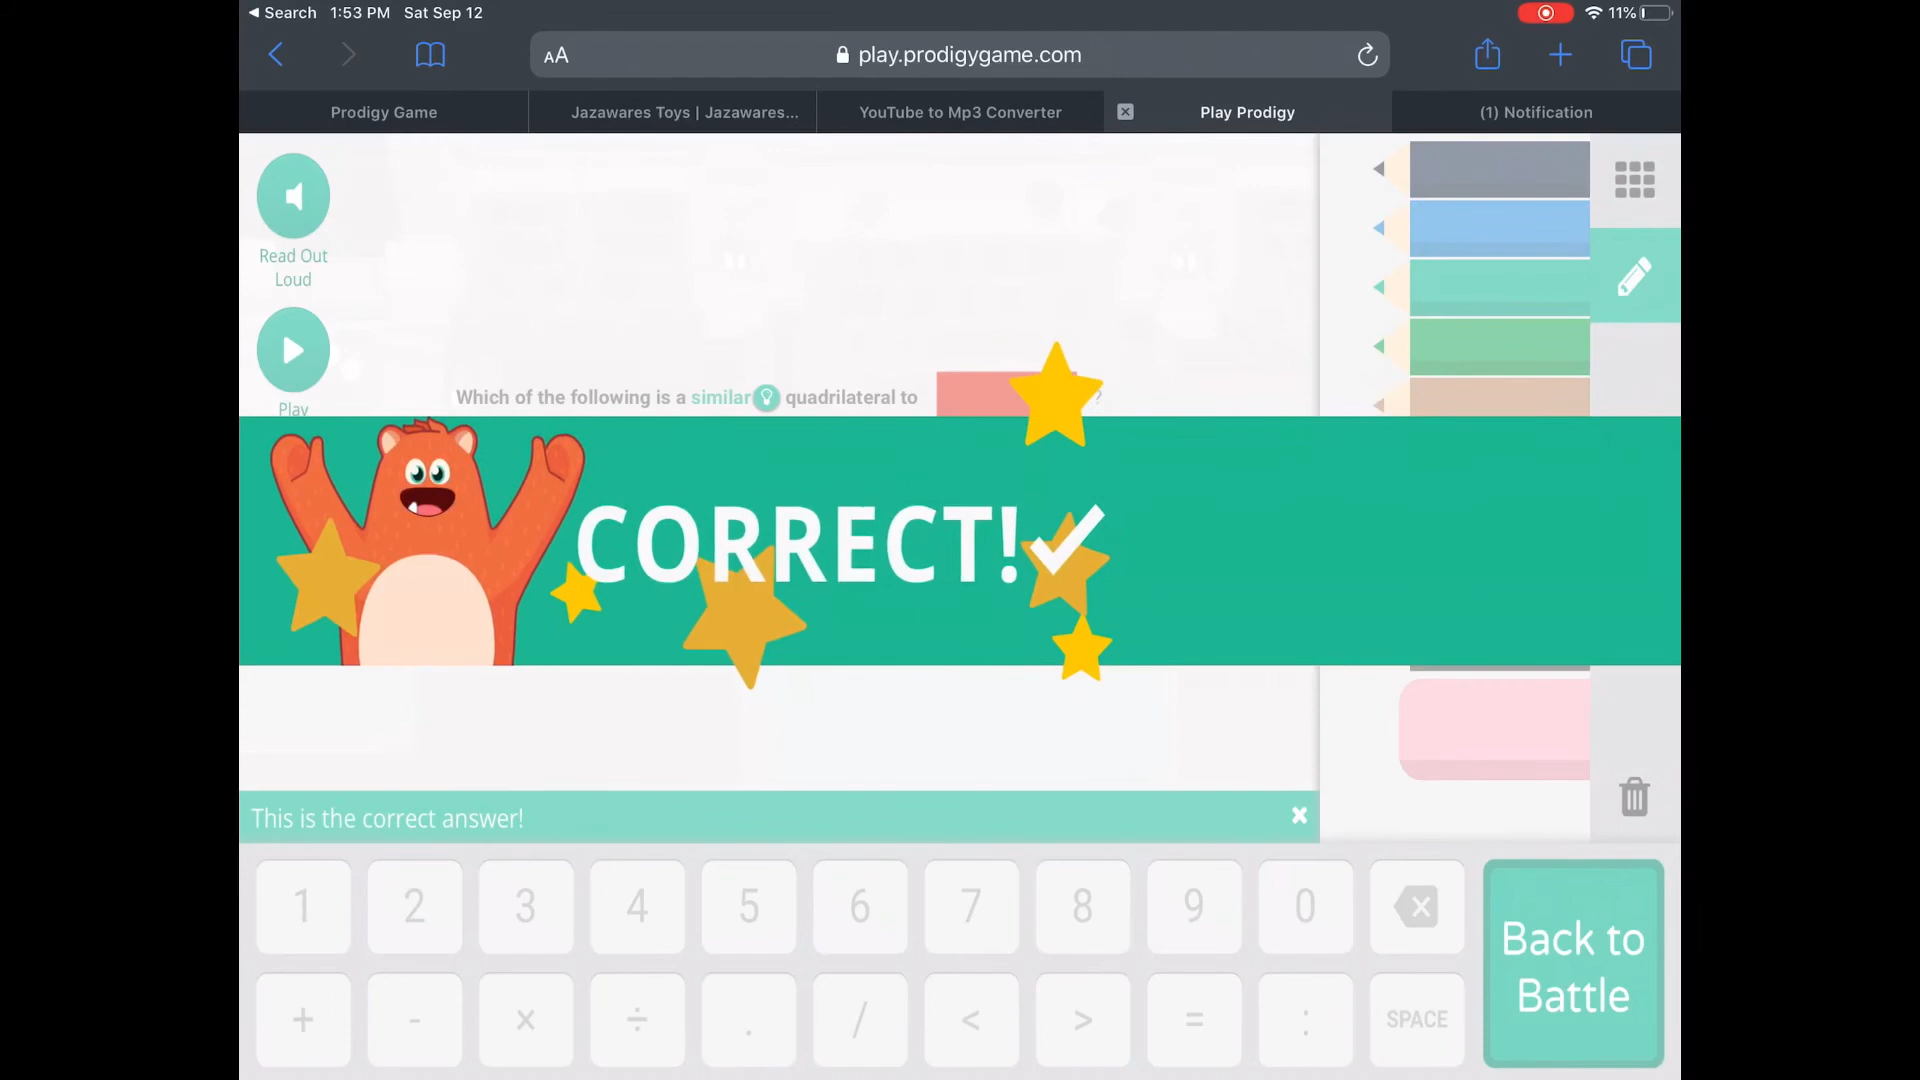 Search 1:53 PM Sat Sep 12 11%
AA play.prodigygame.com
Prodigy Game Jazawares Toys | Jazawares... YouTube to Mp3 Converter Play Prodigy (1) Notification
Read Out
Loud
Play
Which of the following is a similar quadrilateral to ?
CORRECT!
This is the correct answer!
1 2 3 4 5 6 7 8 9 0
+ - × ÷ . / < > = : SPACE
Back to
Battle